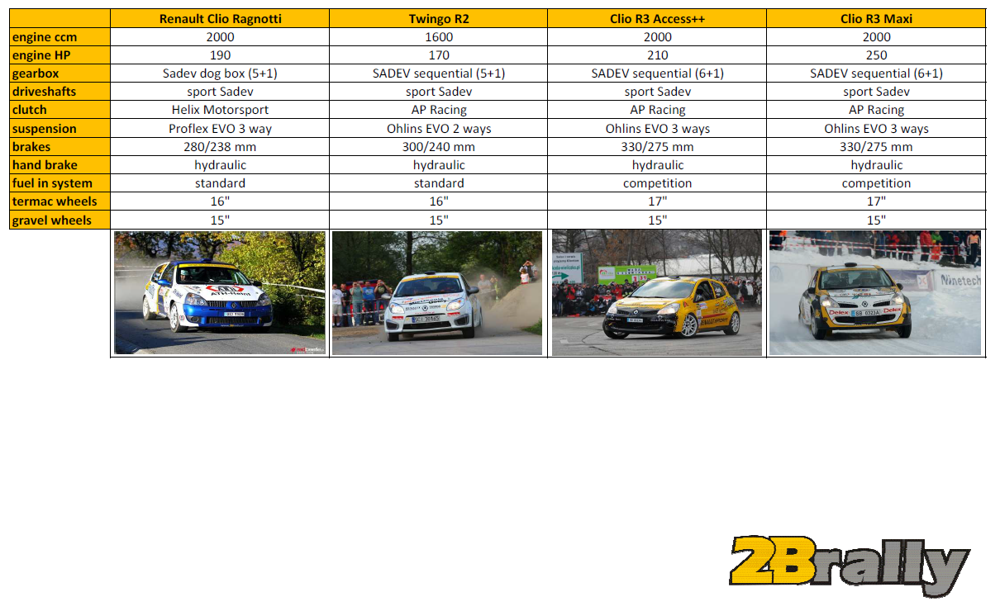 Renault Clio Ragnotti Twingo R2 Clio R3 Access++ Clio R3 Maxi
engine ccm 2000 1600 2000 2000
engine HP 190 170 210 250
gearbox Sadev dog box (5+1) SADEV sequential (5+1) SADEV sequential (6+1) SADEV sequential (6+1)
driveshafts sport Sadev sport Sadev sport Sadev sport Sadev
clutch Helix Motorsport AP Racing AP Racing AP Racing
suspension Proflex EVO 3 way Ohlins EVO 2 ways Ohlins EVO 3 ways Ohlins EVO 3 ways
brakes 280/238 mm 300/240 mm 330/275 mm 330/275 mm
hand brake hydraulic hydraulic hydraulic hydraulic
fuel in system standard standard competition competition
termac wheels 16" 16" 17" 17"
gravel wheels 15" 15" 15" 15"
Ninetech
Delex SB 0323A Delex
2Brally